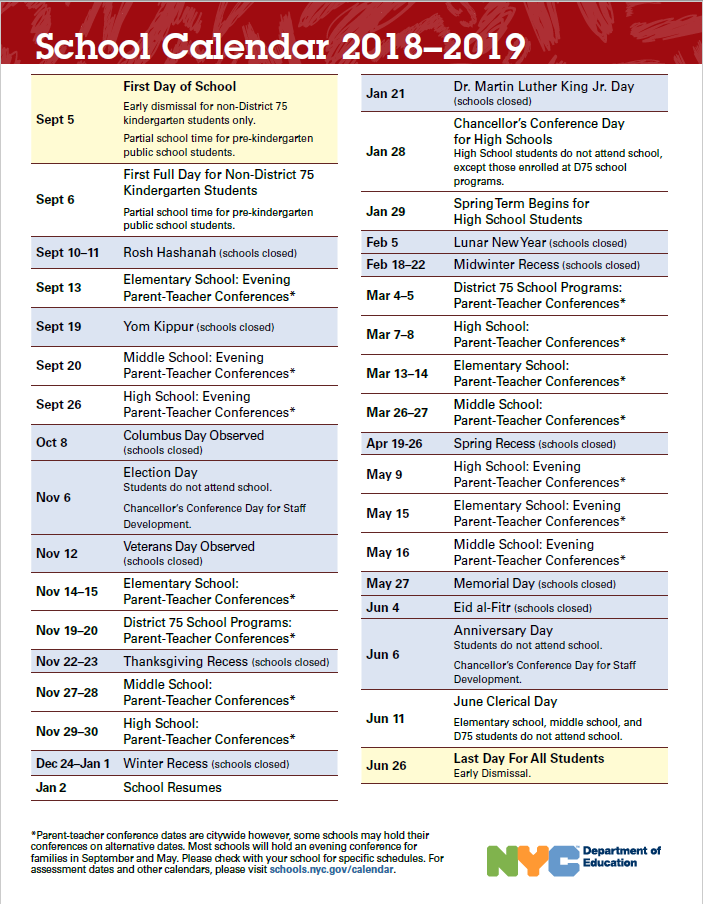 School Calendar 2018–2019
Sept 5
First Day of School
Early dismissal for non-District 75
kindergarten students only.
Partial school time for pre-kindergarten
public school students.
Sept 6
First Full Day for Non-District 75
Kindergarten Students
Partial school time for pre-kindergarten
public school students.
Sept 10–11 Rosh Hashanah (schools closed)
Sept 13
Elementary School: Evening
Parent-Teacher Conferences*
Sept 19 Yom Kippur (schools closed)
Sept 20
Middle School: Evening
Parent-Teacher Conferences*
Sept 26
High School: Evening
Parent-Teacher Conferences*
Oct 8
Columbus Day Observed
(schools closed)
Nov 6
Election Day
Students do not attend school.
Chancellor's Conference Day for Staff
Development.
Nov 12
Veterans Day Observed
(schools closed)
Nov 14–15
Elementary School:
Parent-Teacher Conferences*
Nov 19–20
District 75 School Programs:
Parent-Teacher Conferences*
Nov 22–23 Thanksgiving Recess (schools closed)
Nov 27–28
Middle School:
Parent-Teacher Conferences*
Nov 29–30
High School:
Parent-Teacher Conferences*
Dec 24–Jan 1 Winter Recess (schools closed)
Jan 2 School Resumes
Jan 21
Dr. Martin Luther King Jr. Day
(schools closed)
Jan 28
Chancellor's Conference Day
for High Schools
High School students do not attend school,
except those enrolled at D75 school
programs.
Jan 29
Spring Term Begins for
High School Students
Feb 5 Lunar New Year (schools closed)
Feb 18–22 Midwinter Recess (schools closed)
Mar 4–5
District 75 School Programs:
Parent-Teacher Conferences*
Mar 7–8
High School:
Parent-Teacher Conferences*
Mar 13–14
Elementary School:
Parent-Teacher Conferences*
Mar 26–27
Middle School:
Parent-Teacher Conferences*
Apr 19-26 Spring Recess (schools closed)
May 9
High School: Evening
Parent-Teacher Conferences*
May 15
Elementary School: Evening
Parent-Teacher Conferences*
May 16
Middle School: Evening
Parent-Teacher Conferences*
May 27 Memorial Day (schools closed)
Jun 4 Eid al-Fitr (schools closed)
Jun 6
Anniversary Day
Students do not attend school.
Chancellor's Conference Day for Staff
Development.
Jun 11
June Clerical Day
Elementary school, middle school, and
D75 students do not attend school.
Jun 26
Last Day For All Students
Early Dismissal.
*Parent-teacher conference dates are citywide however, some schools may hold their
conferences on alternative dates. Most schools will hold an evening conference for
families in September and May. Please check with your school for specific schedules. For
assessment dates and other calendars, please visit schools.nyc.gov/calendar.
NYC Department of
Education